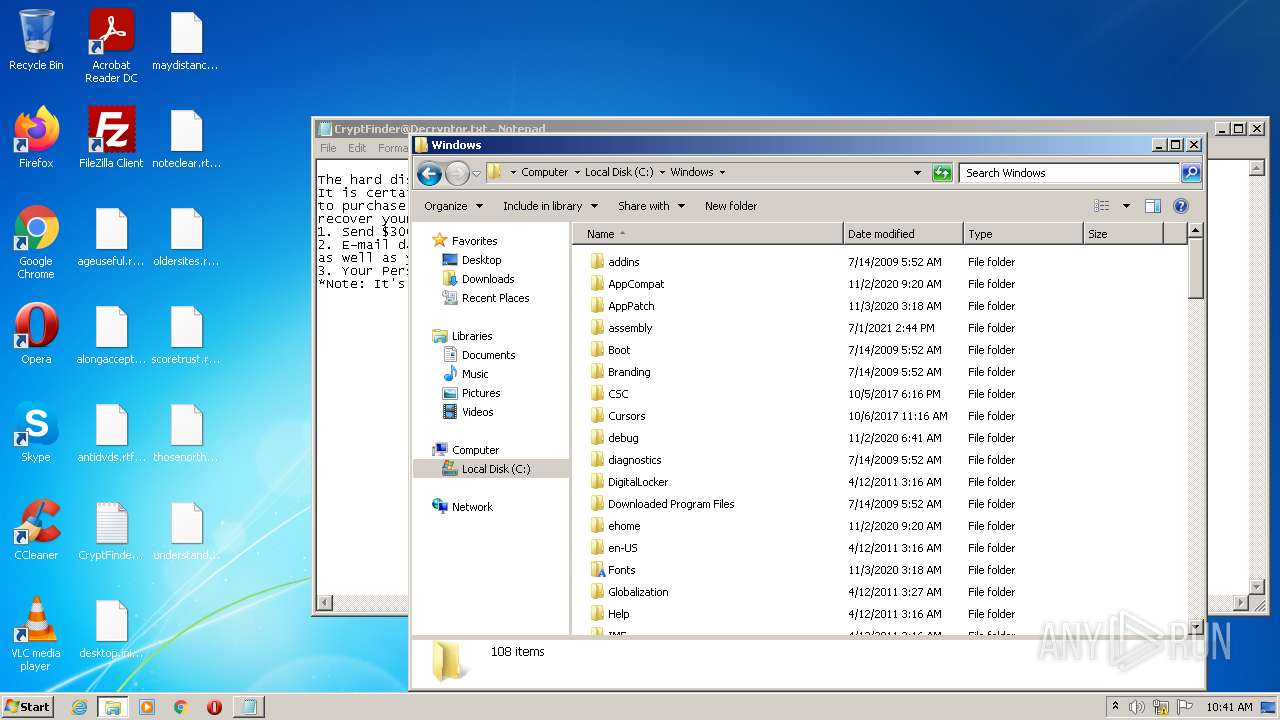 Recycle Bin
Acrobat
Reader DC
maydistanc...
Firefox
FileZilla Client
noteclear.rt...
Google
Chrome
ageuseful.r...
oldersites.r...
Opera
alongaccept...
scoretrust.r...
Skype
antidvds.rtf...
thosenorth...
CCleaner
CryptFinde...
understand...
VLC media
player
desktop.ini...
CryptFinder@Decryptor.txt - Notepad
File Edit Forma
The hard di
It is certa
to purchase
recover you
1. Send $30
2. E-mail d
as well as y
3. Your Per
*Note: It's
Windows
Computer Local Disk (C:) Windows
Search Windows
Organize Include in library Share with New folder
Favorites
Desktop
Downloads
Recent Places
Libraries
Documents
Music
Pictures
Videos
Computer
Local Disk (C:)
Network
Name Date modified Type Size
addins 7/14/2009 5:52 AM File folder
AppCompat 11/2/2020 9:20 AM File folder
AppPatch 11/3/2020 3:18 AM File folder
assembly 7/1/2021 2:44 PM File folder
Boot 7/14/2009 5:52 AM File folder
Branding 7/14/2009 5:52 AM File folder
CSC 10/5/2017 6:16 PM File folder
Cursors 10/6/2017 11:16 AM File folder
debug 11/2/2020 6:41 AM File folder
diagnostics 7/14/2009 5:52 AM File folder
DigitalLocker 4/12/2011 3:16 AM File folder
Downloaded Program Files 7/14/2009 5:52 AM File folder
ehome 11/2/2020 9:20 AM File folder
en-US 4/12/2011 3:16 AM File folder
Fonts 11/3/2020 3:18 AM File folder
Globalization 4/12/2011 3:27 AM File folder
Help 4/12/2011 3:16 AM File folder
IME 4/12/2011 3:16 AM File folder
108 items
ANY RUN
Start
10:41 AM